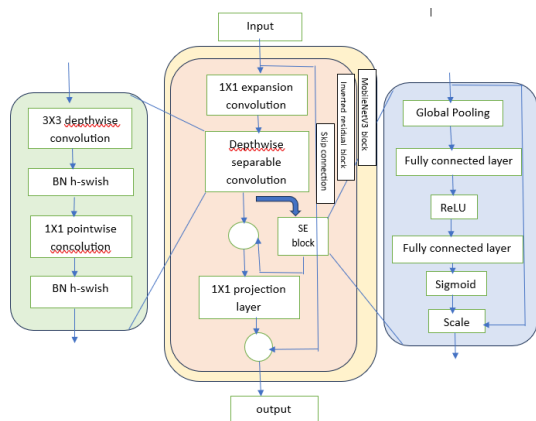 Input
1X1 expansion
convolution
Depthwise
separable
convolution
SE
block
1X1 projection
layer
output
Skip connection
Inverted residual block
MobileNetV3 block
3X3 depthwise
convolution
BN h-swish
1X1 pointwise
concolution
BN h-swish
Global Pooling
Fully connected layer
ReLU
Fully connected layer
Sigmoid
Scale